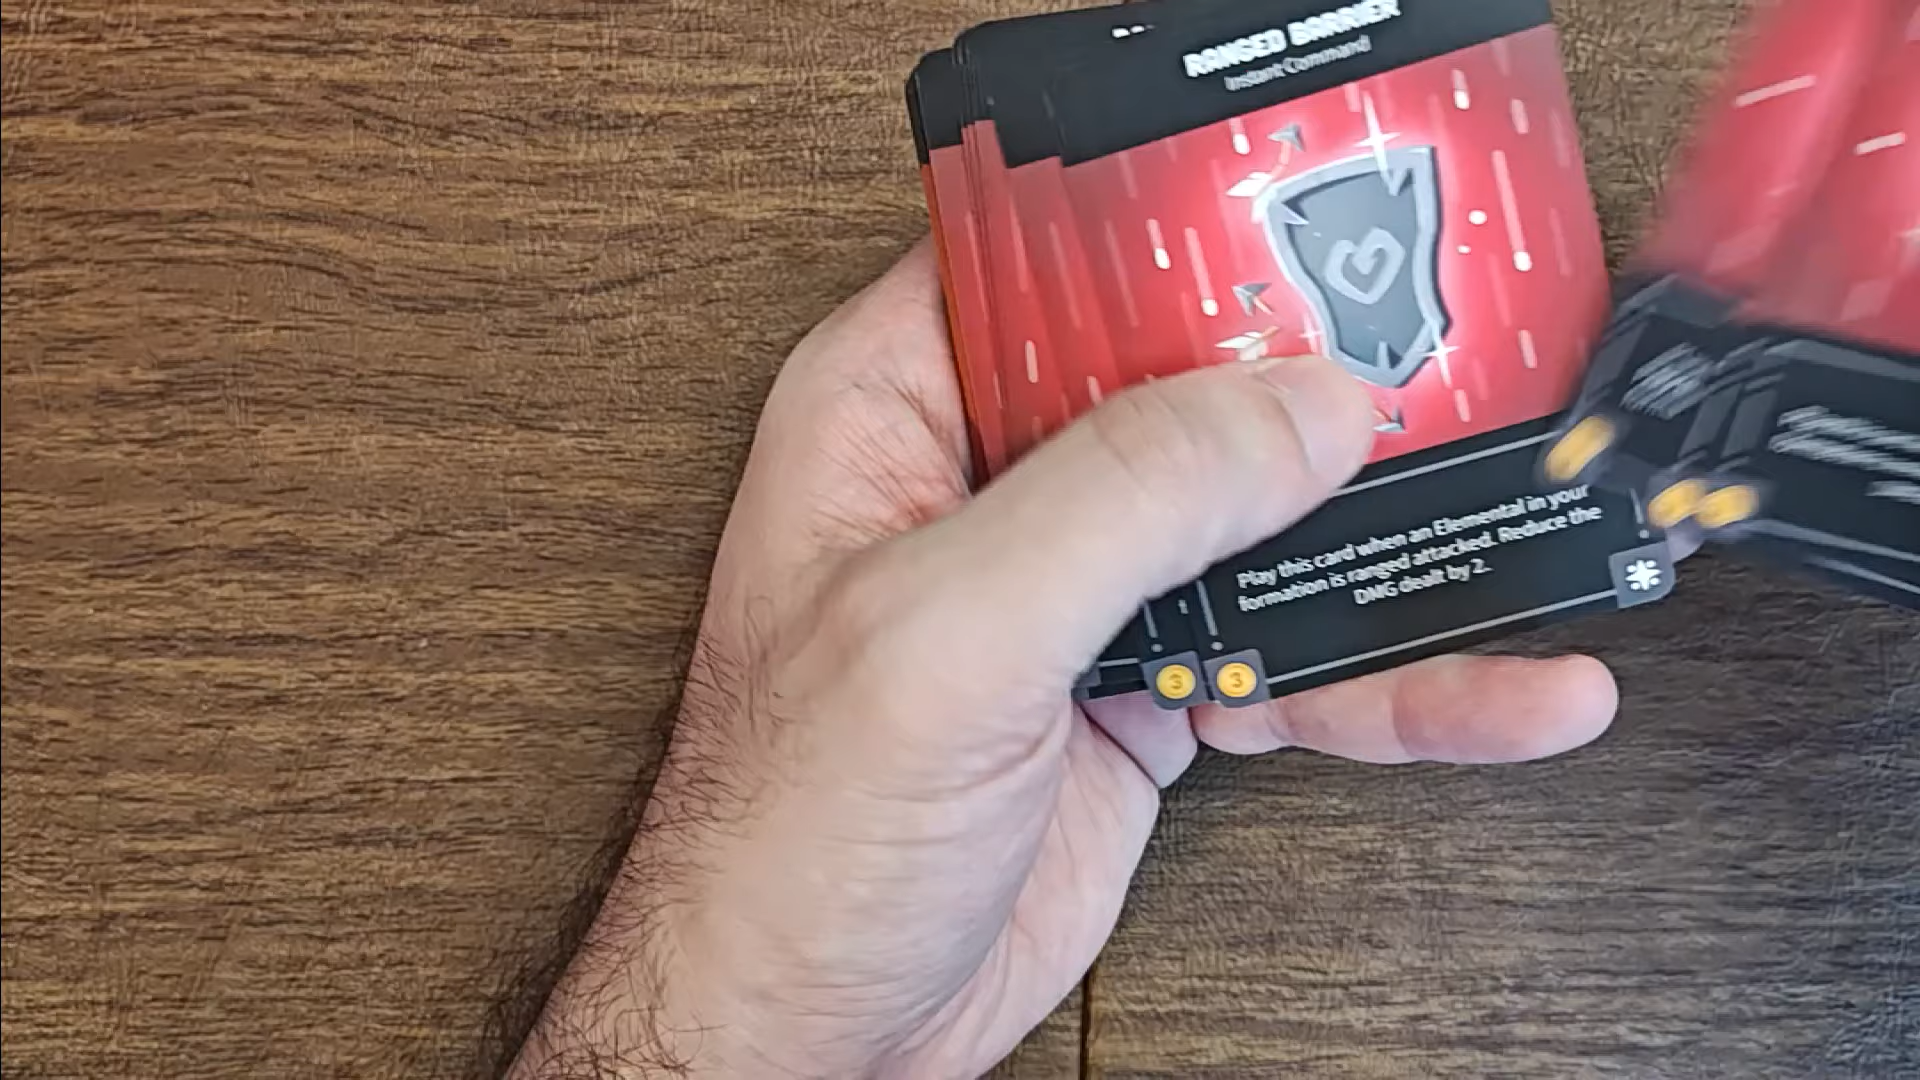 RANGED BARRIER
Instant Command
Play this card when an Elemental in your
formation is ranged attacked. Reduce the
DMG dealt by 2.
3
3